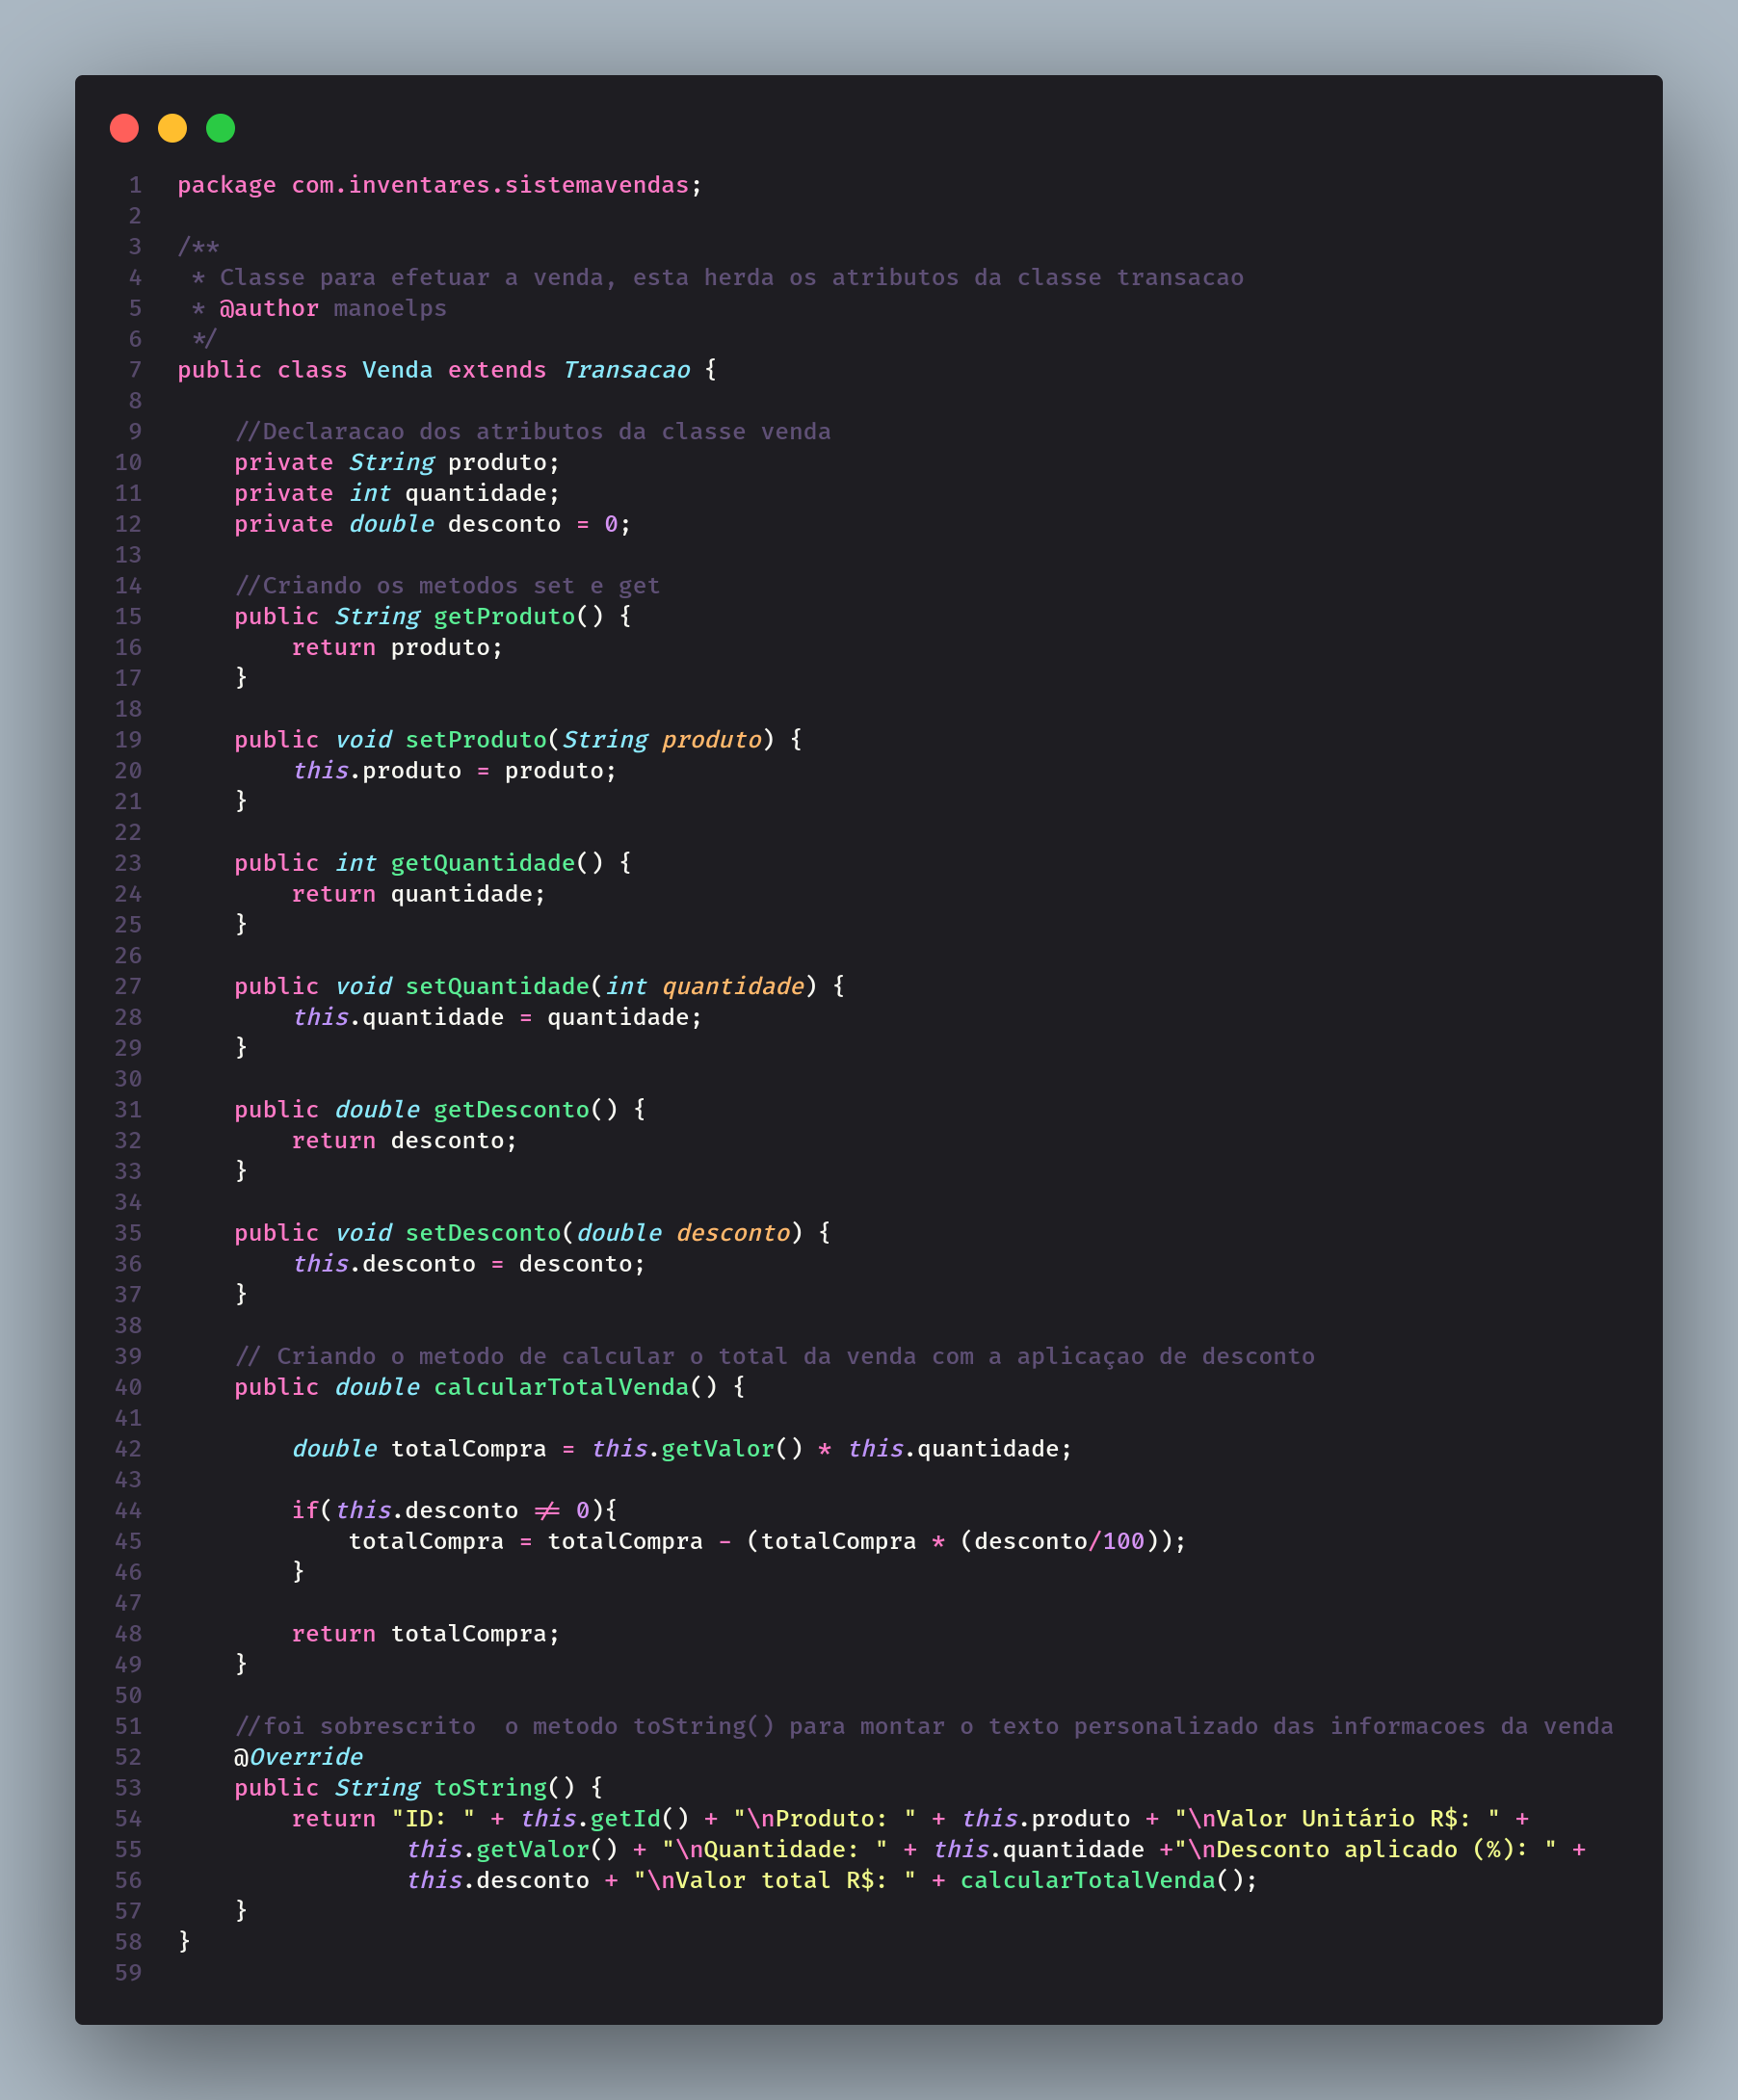 1 package com.inventares.sistemavendas;
2
3 /**
4  * Classe para efetuar a venda, esta herda os atributos da classe transacao
5  * @author manoelps
6  */
7 public class Venda extends Transacao {
8
9     //Declaracao dos atributos da classe venda
10     private String produto;
11     private int quantidade;
12     private double desconto = 0;
13
14     //Criando os metodos set e get
15     public String getProduto() {
16         return produto;
17     }
18
19     public void setProduto(String produto) {
20         this.produto = produto;
21     }
22
23     public int getQuantidade() {
24         return quantidade;
25     }
26
27     public void setQuantidade(int quantidade) {
28         this.quantidade = quantidade;
29     }
30
31     public double getDesconto() {
32         return desconto;
33     }
34
35     public void setDesconto(double desconto) {
36         this.desconto = desconto;
37     }
38
39     // Criando o metodo de calcular o total da venda com a aplicaçao de desconto
40     public double calcularTotalVenda() {
41
42         double totalCompra = this.getValor() * this.quantidade;
43
44         if(this.desconto != 0){
45             totalCompra = totalCompra - (totalCompra * (desconto/100));
46         }
47
48         return totalCompra;
49     }
50
51     //foi sobrescrito  o metodo toString() para montar o texto personalizado das informacoes da venda
52     @Override
53     public String toString() {
54         return "ID: " + this.getId() + "\nProduto: " + this.produto + "\nValor Unitário R$: " +
55                 this.getValor() + "\nQuantidade: " + this.quantidade +"\nDesconto aplicado (%): " +
56                 this.desconto + "\nValor total R$: " + calcularTotalVenda();
57     }
58 }
59